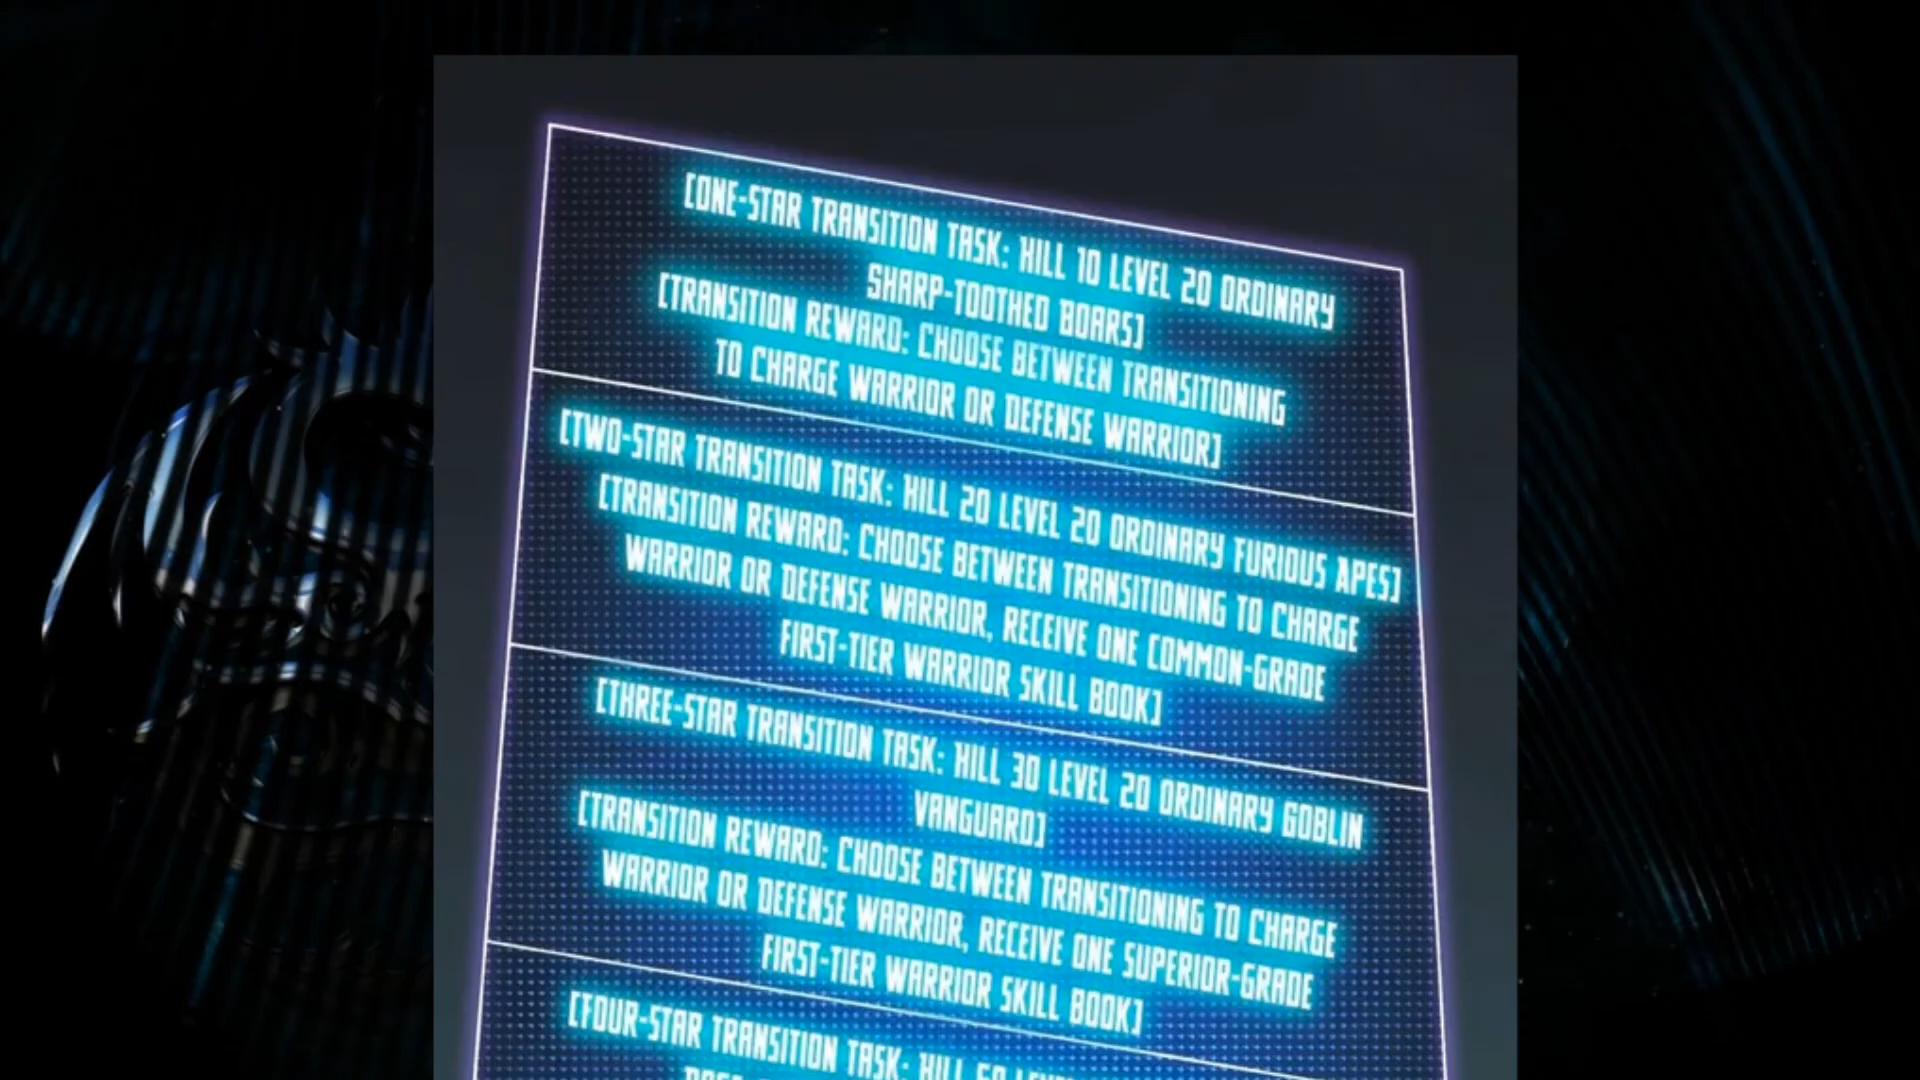 [ONE-STAR TRANSITION TASK: KILL 10 LEVEL 20 ORDINARY
SHARP-TOOTHED BOARS]
[TRANSITION REWARD: CHOOSE BETWEEN TRANSITIONING
TO CHARGE WARRIOR OR DEFENSE WARRIOR]
[TWO-STAR TRANSITION TASK: KILL 20 LEVEL 20 ORDINARY FURIOUS APES]
[TRANSITION REWARD: CHOOSE BETWEEN TRANSITIONING TO CHARGE
WARRIOR OR DEFENSE WARRIOR, RECEIVE ONE COMMON-GRADE
FIRST-TIER WARRIOR SKILL BOOK]
[THREE-STAR TRANSITION TASK: KILL 30 LEVEL 20 ORDINARY GOBLIN
VANGUARD]
[TRANSITION REWARD: CHOOSE BETWEEN TRANSITIONING TO CHARGE
WARRIOR OR DEFENSE WARRIOR, RECEIVE ONE SUPERIOR-GRADE
FIRST-TIER WARRIOR SKILL BOOK]
[FOUR-STAR TRANSITION TASK: KILL